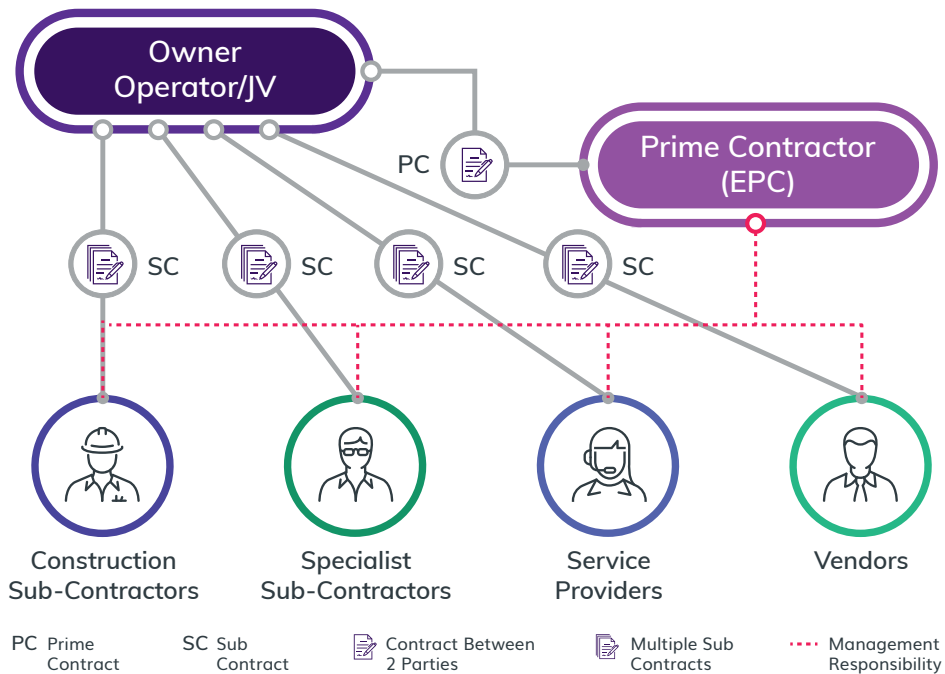 Owner
Operator/JV
Prime Contractor
(EPC)
PC
SC
SC
SC
SC
Construction
Sub-Contractors
Specialist
Sub-Contractors
Service
Providers
Vendors
PC Prime
Contract
SC Sub
Contract
Contract Between
2 Parties
Multiple Sub
Contracts
Management
Responsibility